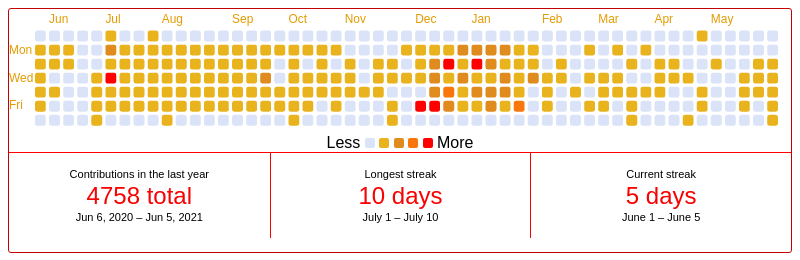 Jun Jul Aug Sep Oct Nov Dec Jan Feb Mar Apr May
Mon
Wed
Fri
Less More
Contributions in the last year
4758 total
Jun 6, 2020 – Jun 5, 2021
Longest streak
10 days
July 1 – July 10
Current streak
5 days
June 1 – June 5